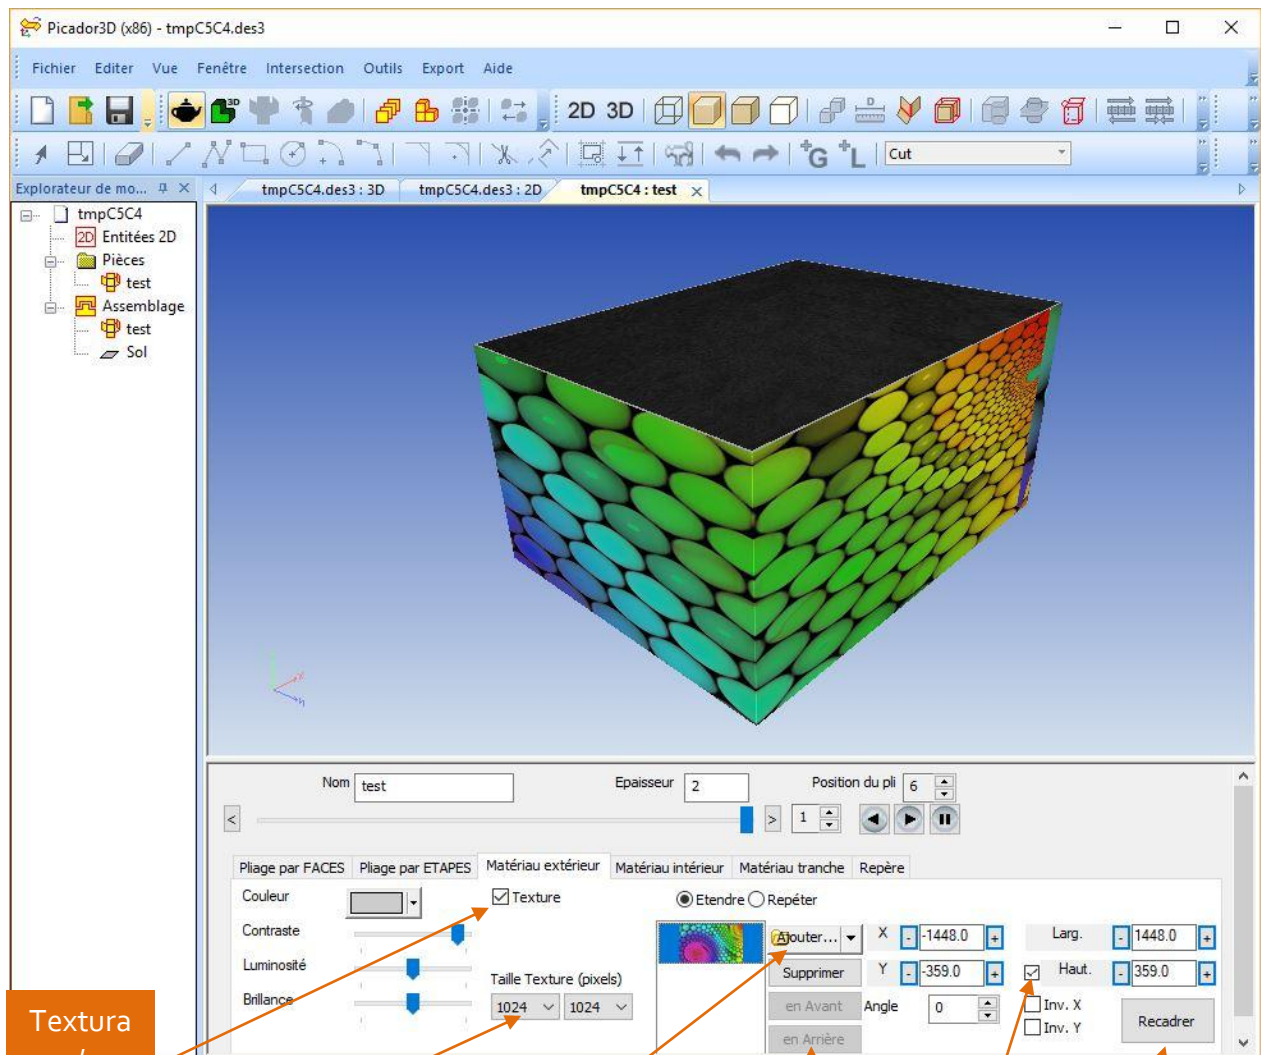 Picador3D (x86) - tmpC5C4.des3
Fichier Editer Vue Fenêtre Intersection Outils Export Aide
3D 2D 3D D
G L Cut
Explorateur de mo... tmpC5C4.des3 : 3D tmpC5C4.des3 : 2D tmpC5C4 : test
tmpC5C4
2D Entitées 2D
Pièces
test
Assemblage
test
Sol
Nom test Epaisseur 2 Position du pli 6
< > 1
Pliage par FACES Pliage par ETAPES Matériau extérieur Matériau intérieur Matériau tranche Repère
Couleur Texture Etendre Repéter
Contraste Ajouter... X - -1448.0 + Larg. - 1448.0 +
Luminosité Taille Texture (pixels) Supprimer Y - -359.0 + Haut. - 359.0 +
Brillance 1024 1024 en Avant Angle 0 Inv. X Recadrer
en Arrière Inv. Y
Textura